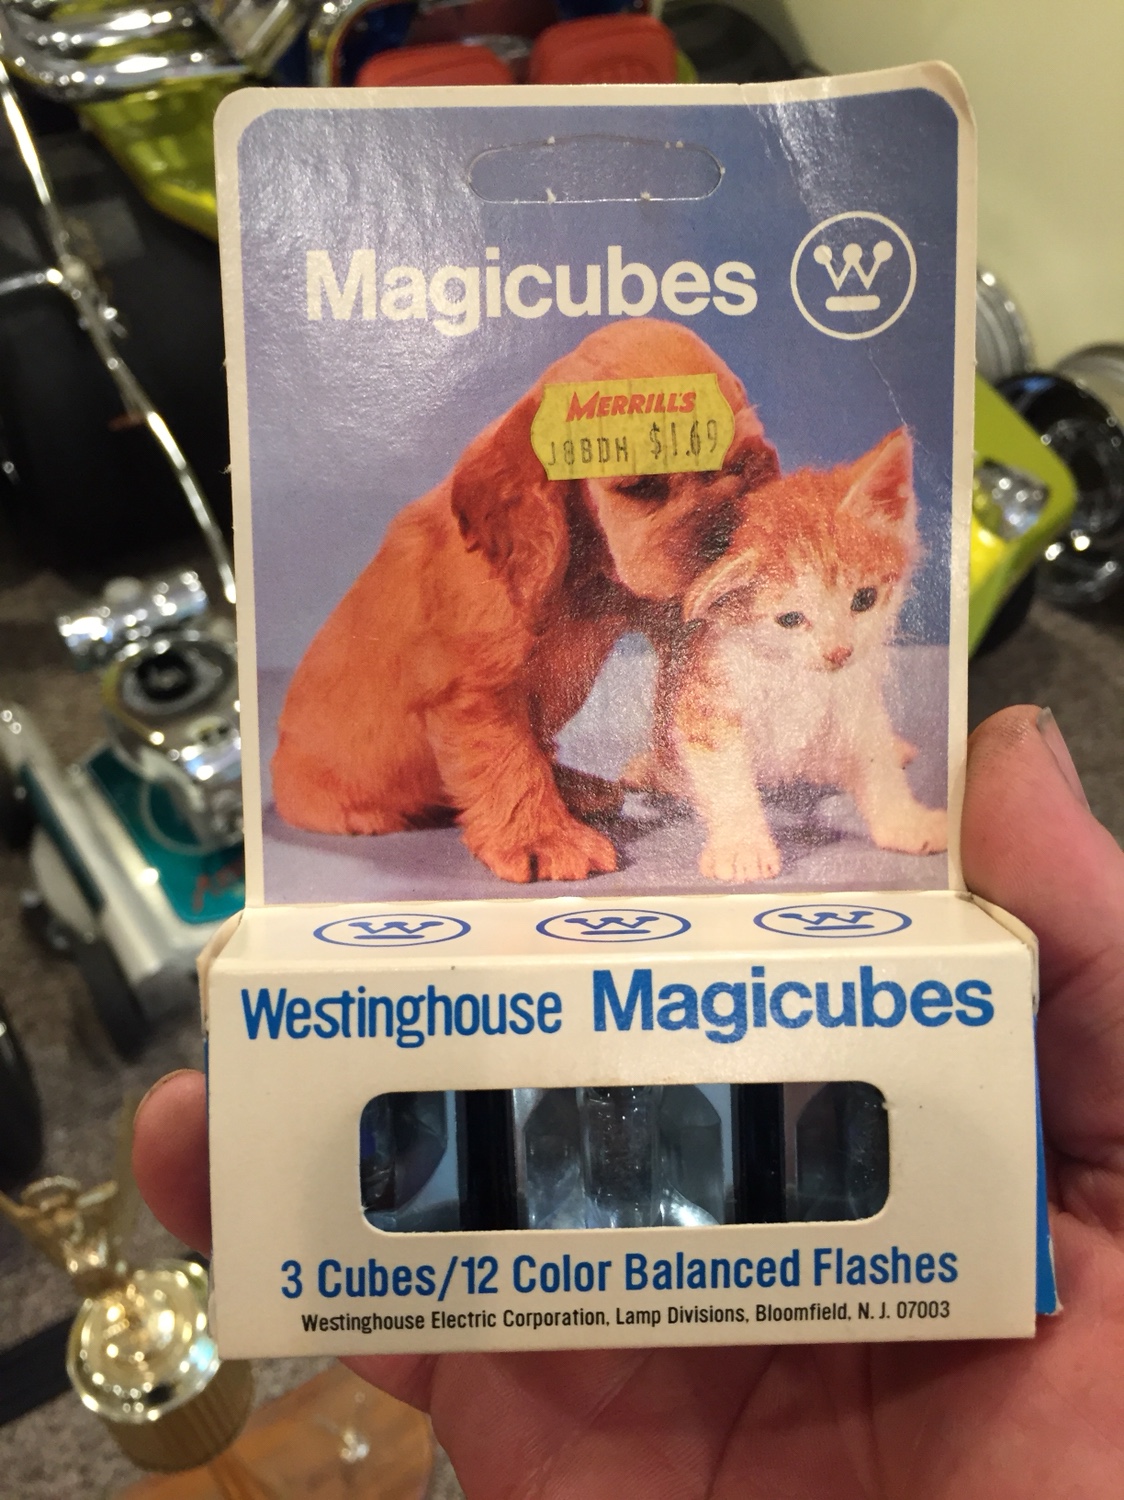 Magicubes W
MERRILL'S
J8BDH $1.69
W W W
Westinghouse Magicubes
3 Cubes/12 Color Balanced Flashes
Westinghouse Electric Corporation, Lamp Divisions, Bloomfield, N. J. 07003